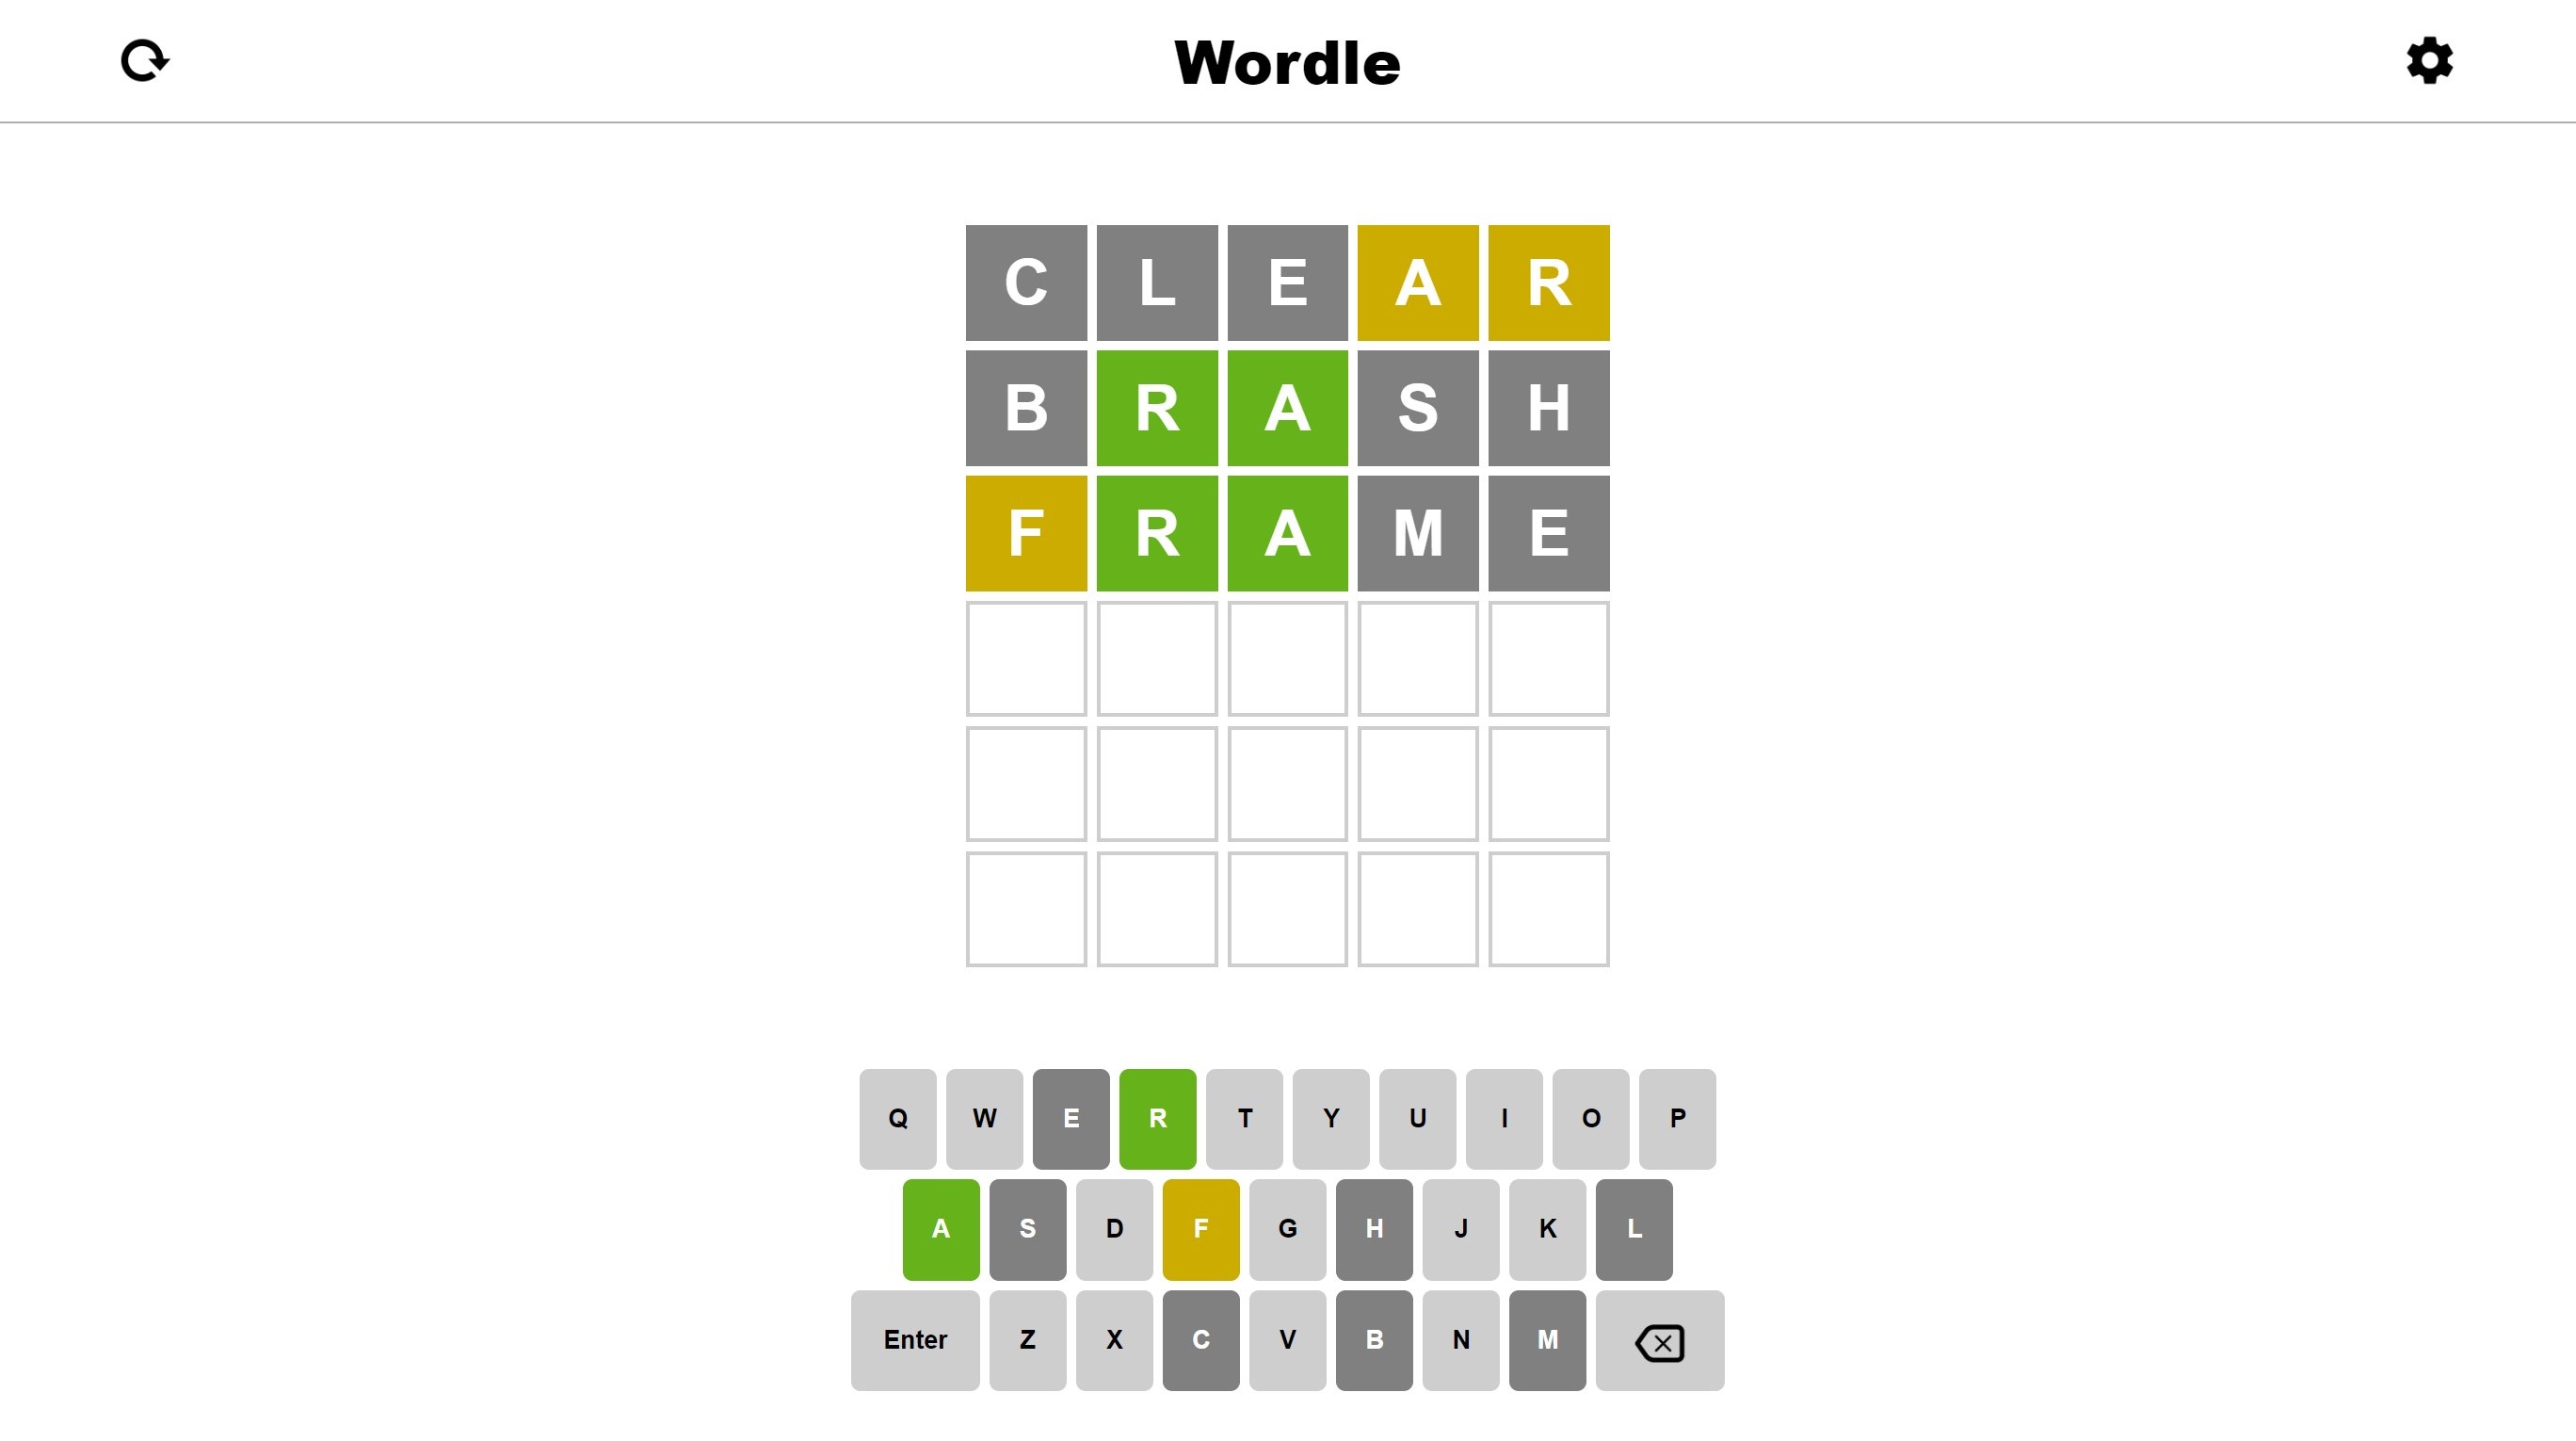 Wordle
C L E A R
B R A S H
F R A M E
Q W E R T Y U I O P
A S D F G H J K L
Enter Z X C V B N M